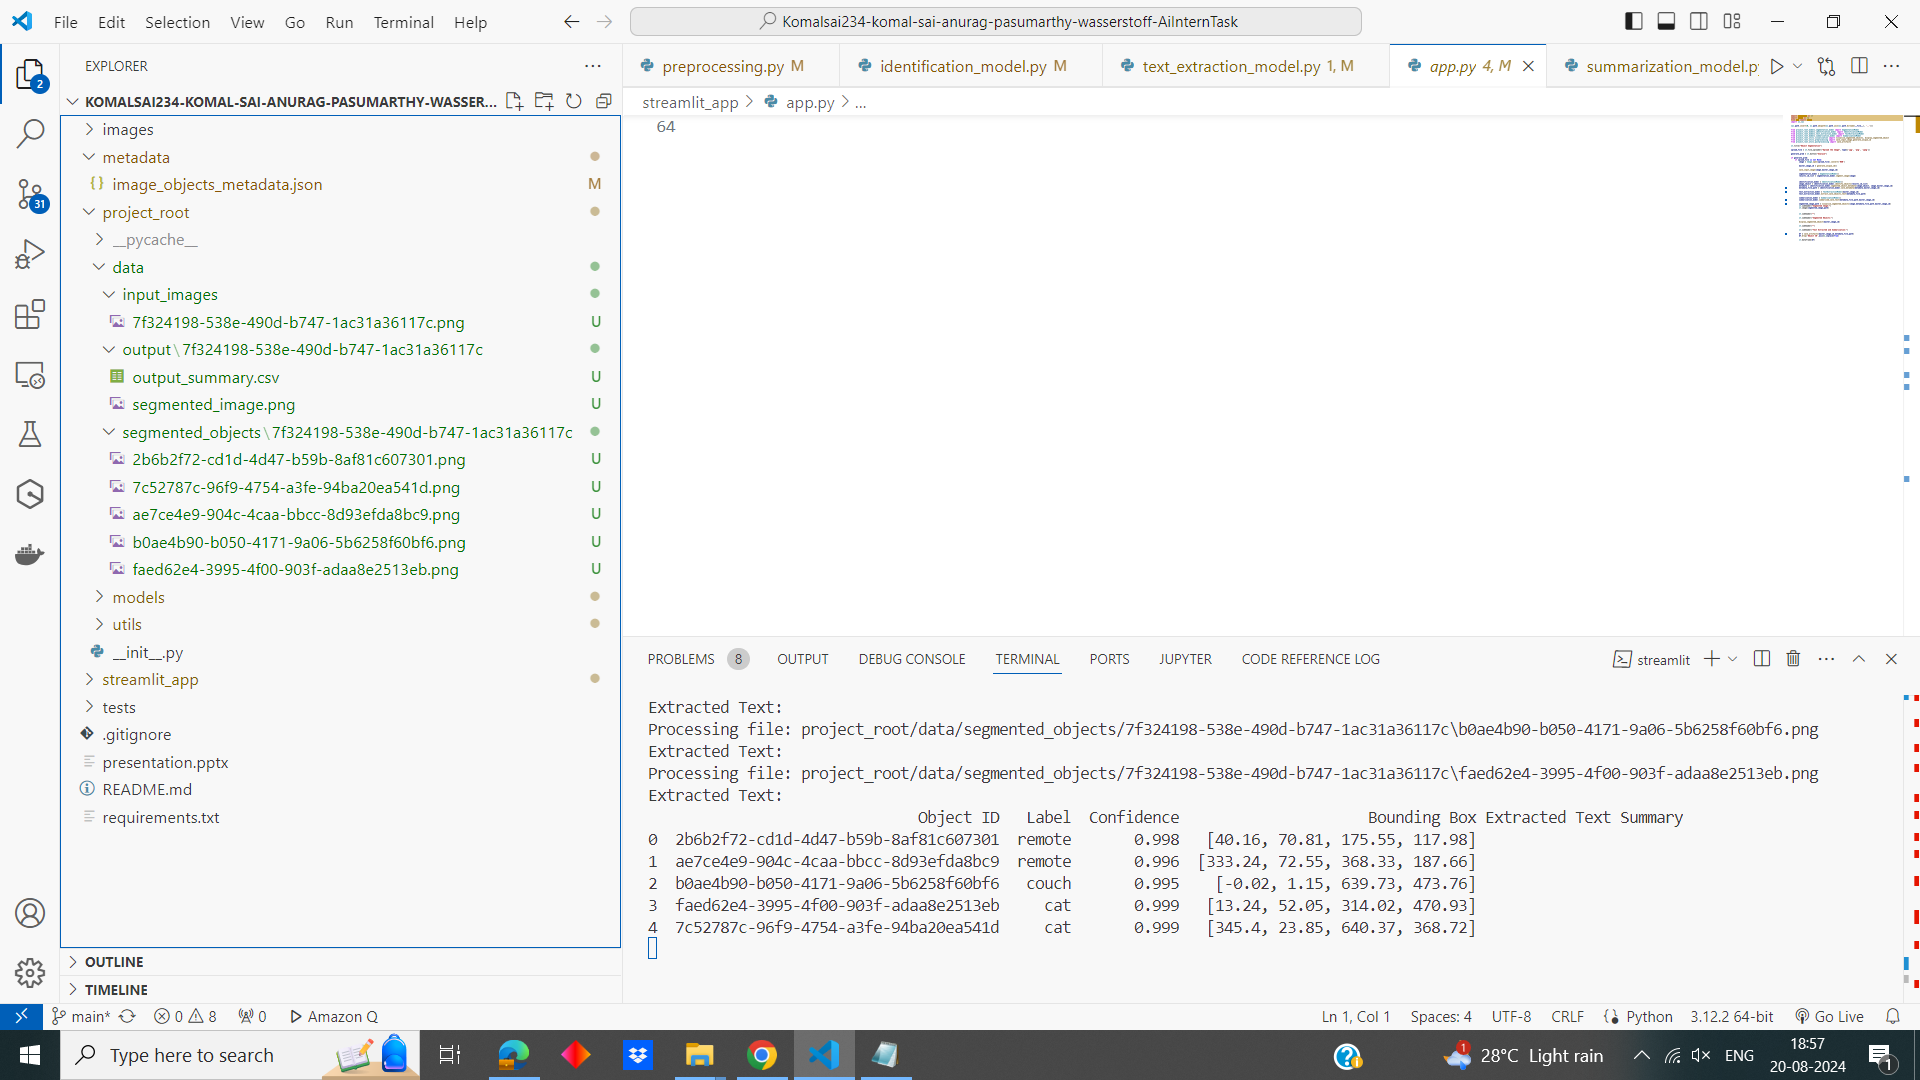 File Edit Selection View Go Run Terminal Help
Komalsai234-komal-sai-anurag-pasumarthy-wasserstoff-AiInternTask
EXPLORER
KOMALSAI234-KOMAL-SAI-ANURAG-PASUMARTHY-WASSER...
images
metadata
image_objects_metadata.json M
project_root
__pycache__
data
input_images
7f324198-538e-490d-b747-1ac31a36117c.png U
output\7f324198-538e-490d-b747-1ac31a36117c
output_summary.csv U
segmented_image.png U
segmented_objects\7f324198-538e-490d-b747-1ac31a36117c
2b6b2f72-cd1d-4d47-b59b-8af81c607301.png U
7c52787c-96f9-4754-a3fe-94ba20ea541d.png U
ae7ce4e9-904c-4caa-bbcc-8d93efda8bc9.png U
b0ae4b90-b050-4171-9a06-5b6258f60bf6.png U
faed62e4-3995-4f00-903f-adaa8e2513eb.png U
models
utils
__init__.py
streamlit_app
tests
.gitignore
presentation.pptx
README.md
requirements.txt
OUTLINE
TIMELINE
2
31
preprocessing.py M identification_model.py M text_extraction_model.py 1, M app.py 4, M summarization_model.py
streamlit_app > app.py > ...
64
PROBLEMS 8 OUTPUT DEBUG CONSOLE TERMINAL PORTS JUPYTER CODE REFERENCE LOG streamlit
Extracted Text:
Processing file: project_root/data/segmented_objects/7f324198-538e-490d-b747-1ac31a36117c\b0ae4b90-b050-4171-9a06-5b6258f60bf6.png
Extracted Text:
Processing file: project_root/data/segmented_objects/7f324198-538e-490d-b747-1ac31a36117c\faed62e4-3995-4f00-903f-adaa8e2513eb.png
Extracted Text:
Object ID Label Confidence Bounding Box Extracted Text Summary
0 2b6b2f72-cd1d-4d47-b59b-8af81c607301 remote 0.998 [40.16, 70.81, 175.55, 117.98]
1 ae7ce4e9-904c-4caa-bbcc-8d93efda8bc9 remote 0.996 [333.24, 72.55, 368.33, 187.66]
2 b0ae4b90-b050-4171-9a06-5b6258f60bf6 couch 0.995 [-0.02, 1.15, 639.73, 473.76]
3 faed62e4-3995-4f00-903f-adaa8e2513eb cat 0.999 [13.24, 52.05, 314.02, 470.93]
4 7c52787c-96f9-4754-a3fe-94ba20ea541d cat 0.999 [345.4, 23.85, 640.37, 368.72]
main* 0 8 0 Amazon Q Ln 1, Col 1 Spaces: 4 UTF-8 CRLF Python 3.12.2 64-bit Go Live
Type here to search 1 28°C Light rain ENG 18:57
20-08-2024 1